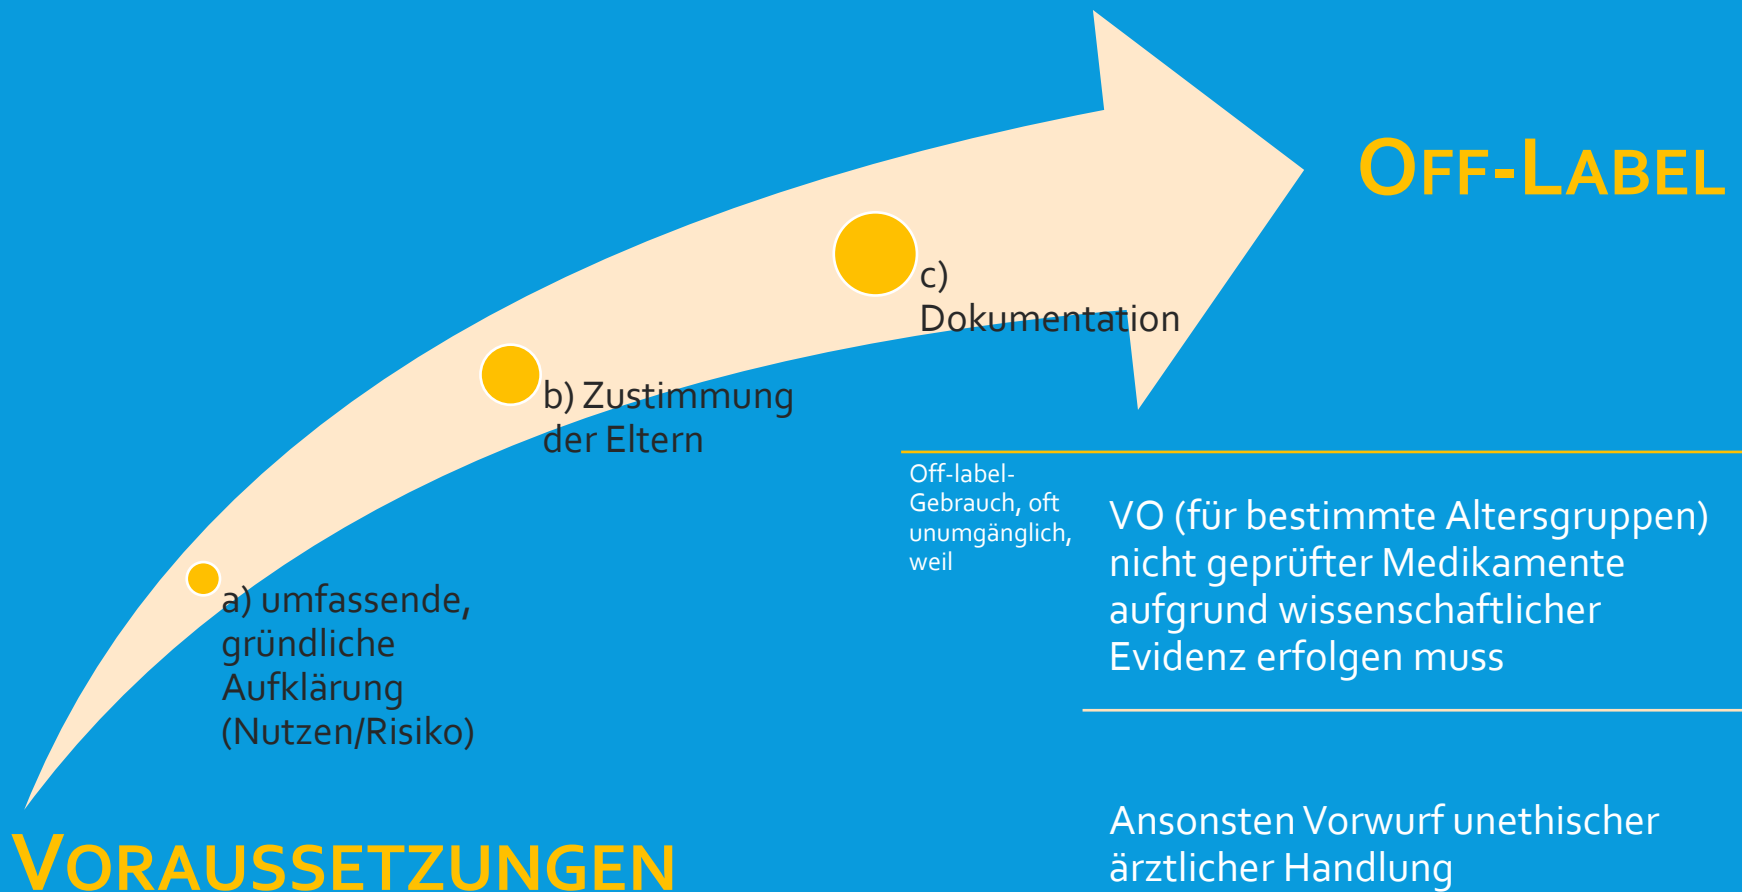 OFF-LABEL
c)
Dokumentation
b) Zustimmung
der Eltern
a) umfassende,
gründliche
Aufklärung
(Nutzen/Risiko)
VORAUSSETZUNGEN
Off-label-
Gebrauch, oft
unumgänglich,
weil
VO (für bestimmte Altersgruppen)
nicht geprüfter Medikamente
aufgrund wissenschaftlicher
Evidenz erfolgen muss
Ansonsten Vorwurf unethischer
ärztlicher Handlung